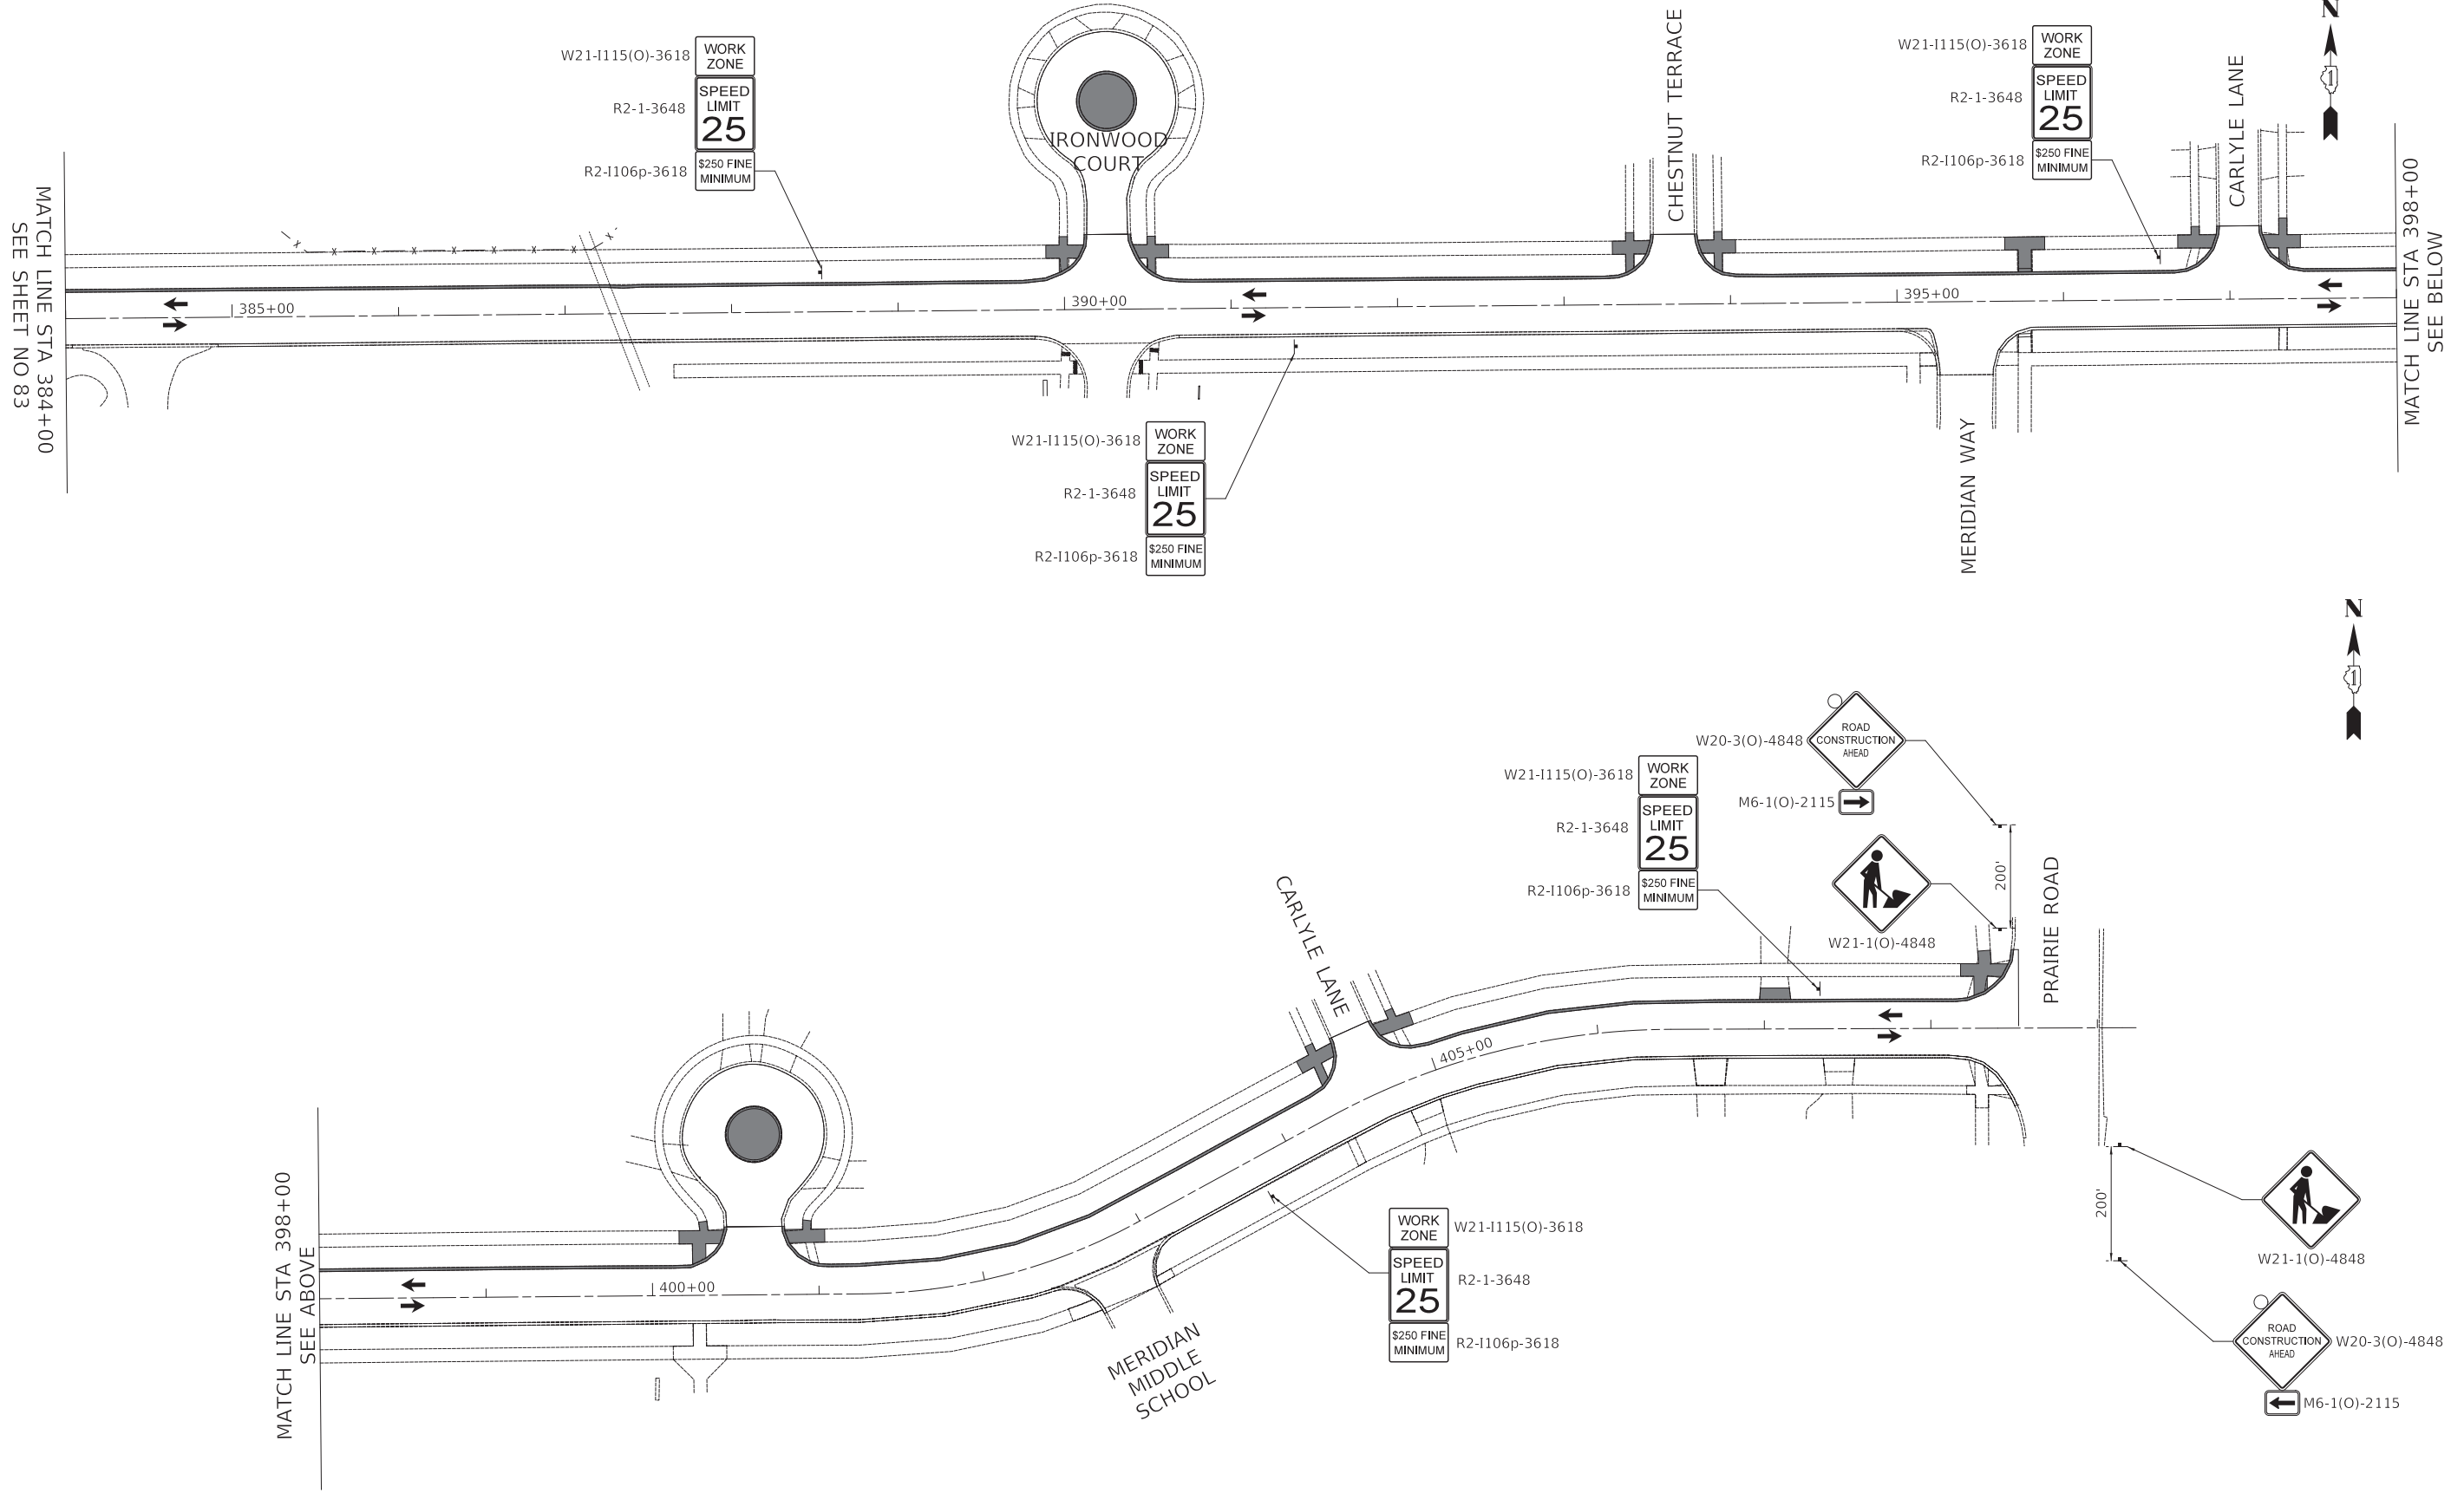 N
W21-I115(O)-3618
WORK
ZONE
R2-1-3648
SPEED
LIMIT
25
R2-I106p-3618
$250 FINE
MINIMUM
IRONWOOD
COURT
CHESTNUT TERRACE
W21-I115(O)-3618
WORK
ZONE
R2-1-3648
SPEED
LIMIT
25
R2-I106p-3618
$250 FINE
MINIMUM
CARLYLE LANE
1
MATCH LINE STA 384+00
SEE SHEET NO 83
385+00
390+00
395+00
MATCH LINE STA 398+00
SEE BELOW
W21-I115(O)-3618
WORK
ZONE
R2-1-3648
SPEED
LIMIT
25
R2-I106p-3618
$250 FINE
MINIMUM
MERIDIAN WAY
N
1
W20-3(O)-4848
ROAD
CONSTRUCTION
AHEAD
M6-1(O)-2115
W21-I115(O)-3618
WORK
ZONE
R2-1-3648
SPEED
LIMIT
25
R2-I106p-3618
$250 FINE
MINIMUM
W21-1(O)-4848
200'
PRAIRIE ROAD
CARLYLE LANE
405+00
MATCH LINE STA 398+00
SEE ABOVE
400+00
MERIDIAN
MIDDLE
SCHOOL
WORK
ZONE
W21-I115(O)-3618
SPEED
LIMIT
25
R2-1-3648
$250 FINE
MINIMUM
R2-I106p-3618
200'
W21-1(O)-4848
ROAD
CONSTRUCTION
AHEAD
W20-3(O)-4848
M6-1(O)-2115